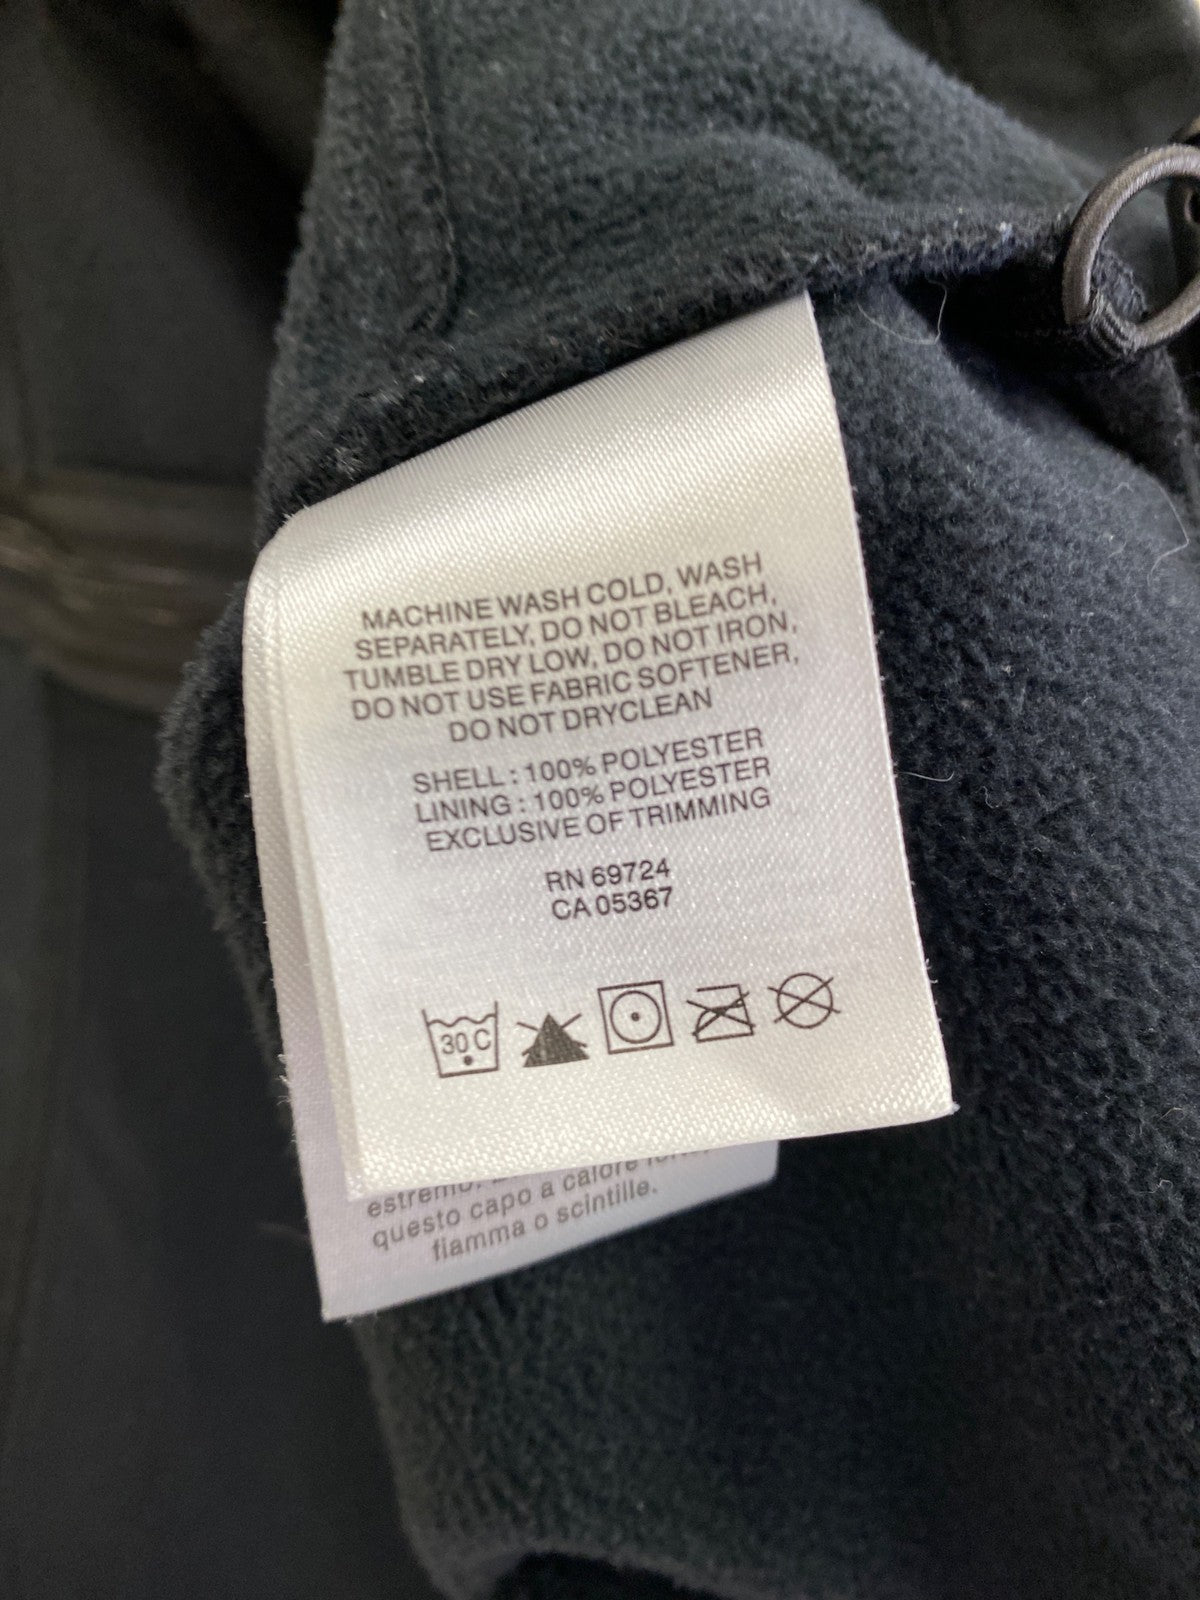 MACHINE WASH COLD, WASH
SEPARATELY, DO NOT BLEACH,
TUMBLE DRY LOW, DO NOT IRON,
DO NOT USE FABRIC SOFTENER,
DO NOT DRYCLEAN
SHELL : 100% POLYESTER
LINING : 100% POLYESTER
EXCLUSIVE OF TRIMMING
RN 69724
CA 05367
30 C
estremo.
questo capo a calore
fiamma o scintille.